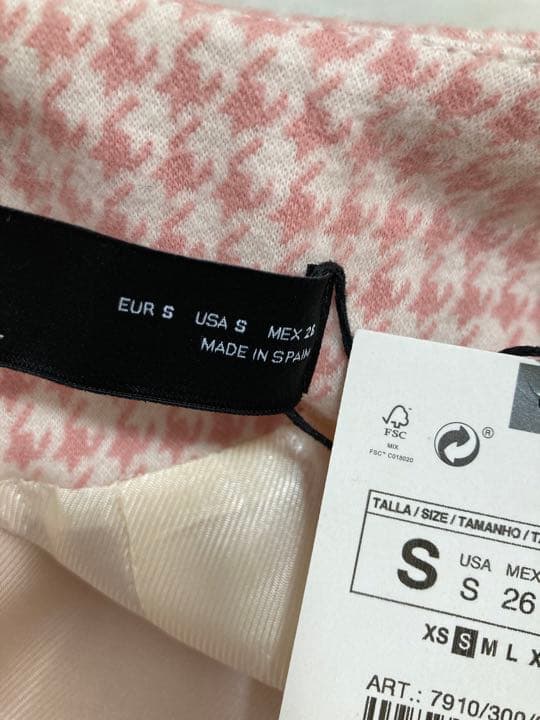 EUR S USA S MEX 26
MADE IN SPAIN
FSC
MIX
FSC™ C018020
®
TALLA / SIZE / TAMANHO /
S
USA MEX
S 26
XS S M L
ART.: 7910/300/